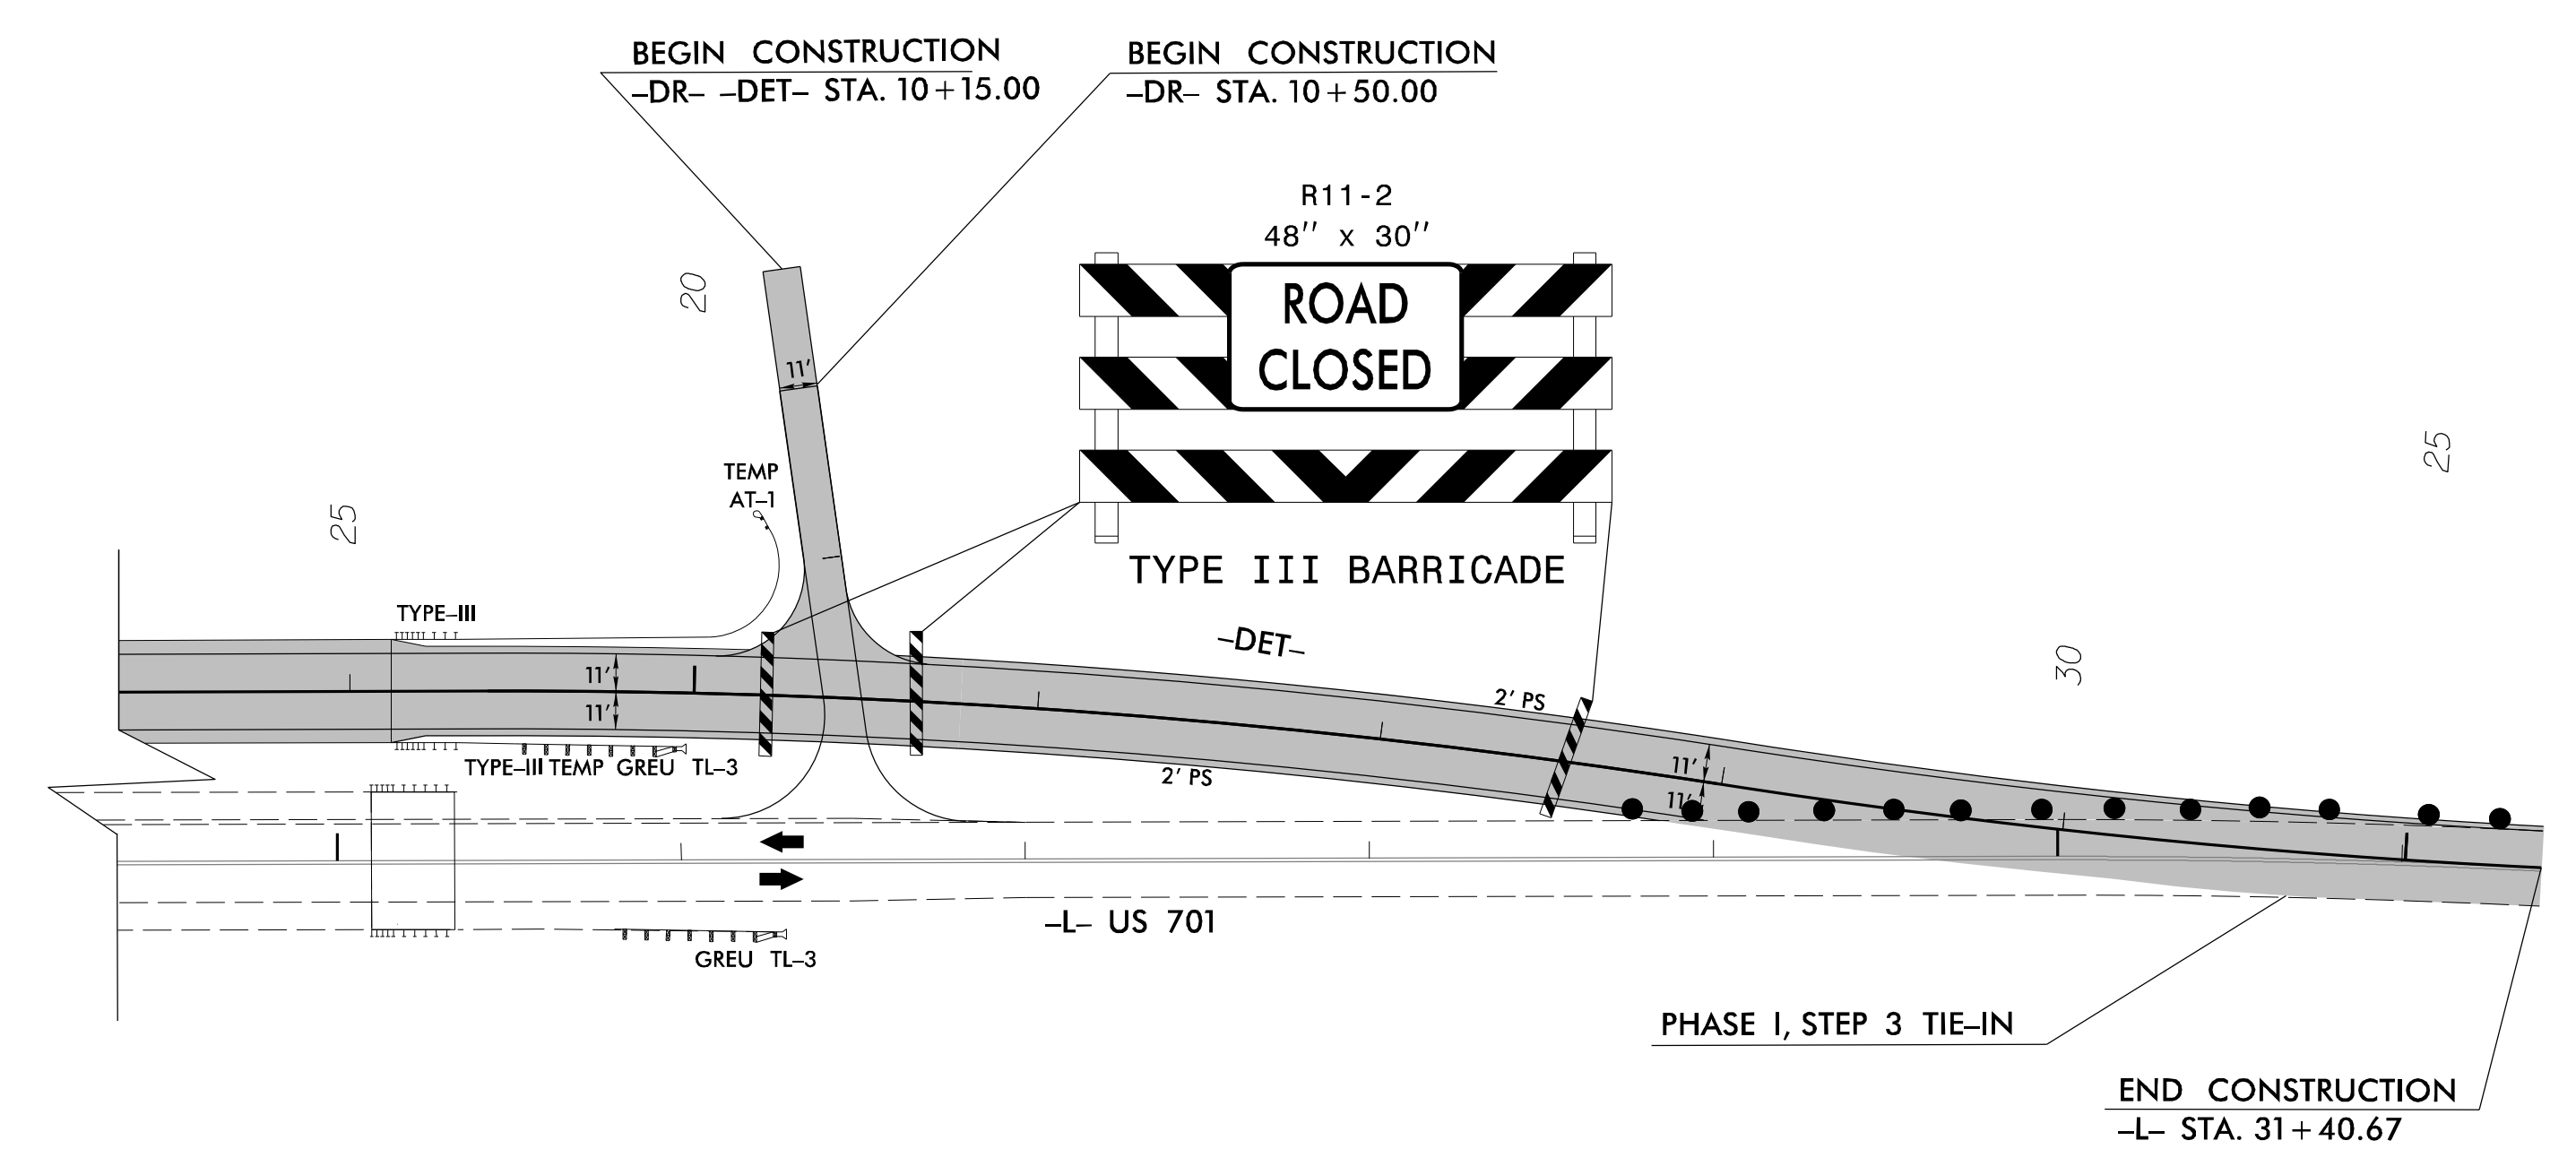 BEGIN CONSTRUCTION
–DR– –DET– STA. 10+15.00
BEGIN CONSTRUCTION
–DR– STA. 10+50.00
R11-2
48" x 30"
20
ROAD
CLOSED
11'
25
TEMP
AT–1
25
TYPE III BARRICADE
TYPE–III
–DET–
30
11'
11'
2' PS
TYPE–III TEMP GREU TL–3
2' PS
11'
11'
–L– US 701
GREU TL–3
PHASE I, STEP 3 TIE–IN
END CONSTRUCTION
–L– STA. 31+40.67